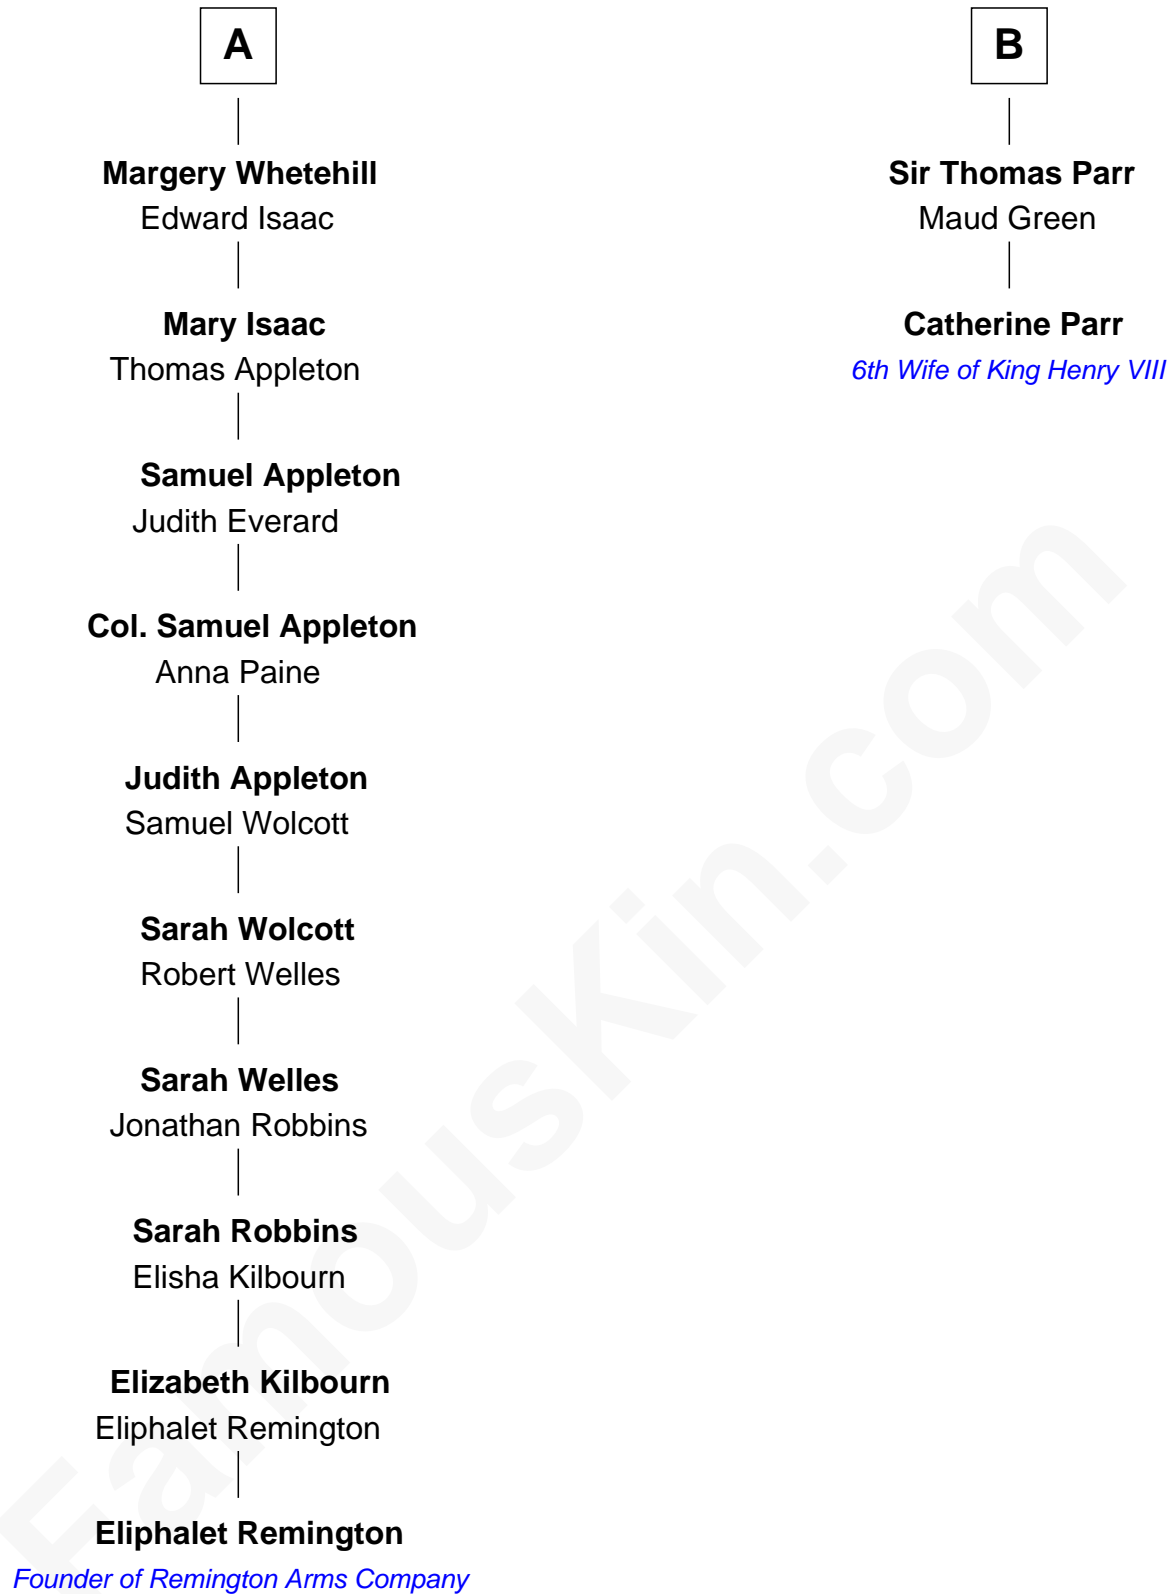 A
Margery Whetehill
Edward Isaac
Mary Isaac
Thomas Appleton
Samuel Appleton
Judith Everard
Col. Samuel Appleton
Anna Paine
Judith Appleton
Samuel Wolcott
Sarah Wolcott
Robert Welles
Sarah Welles
Jonathan Robbins
Sarah Robbins
Elisha Kilbourn
Elizabeth Kilbourn
Eliphalet Remington
Eliphalet Remington
Founder of Remington Arms Company
B
Sir Thomas Parr
Maud Green
Catherine Parr
6th Wife of King Henry VIII
FamousKin.com